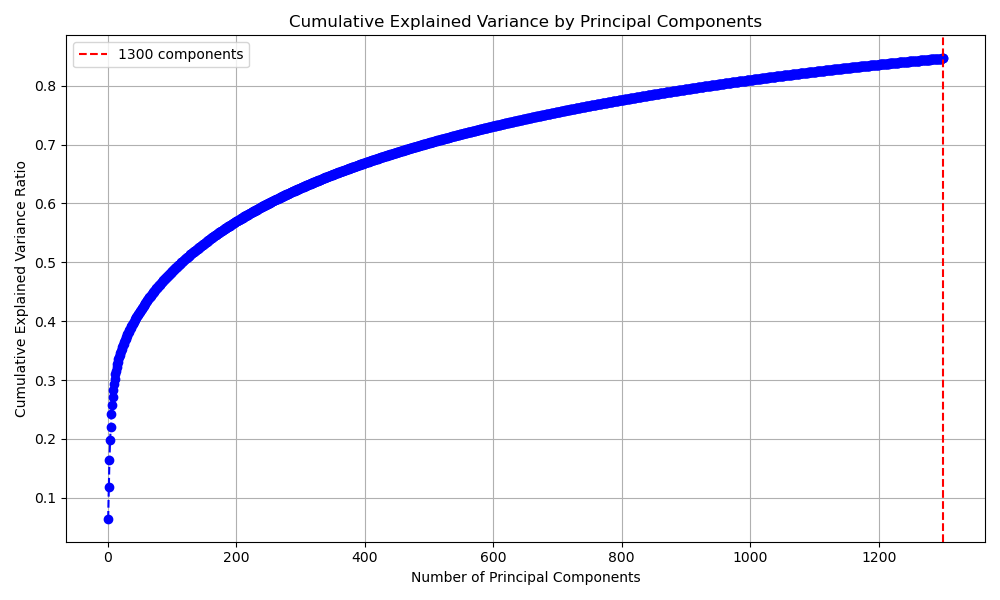 Cumulative Explained Variance by Principal Components
1300 components
Cumulative Explained Variance Ratio
0.8
0.7
0.6
0.5
0.4
0.3
0.2
0.1
0 200 400 600 800 1000 1200
Number of Principal Components